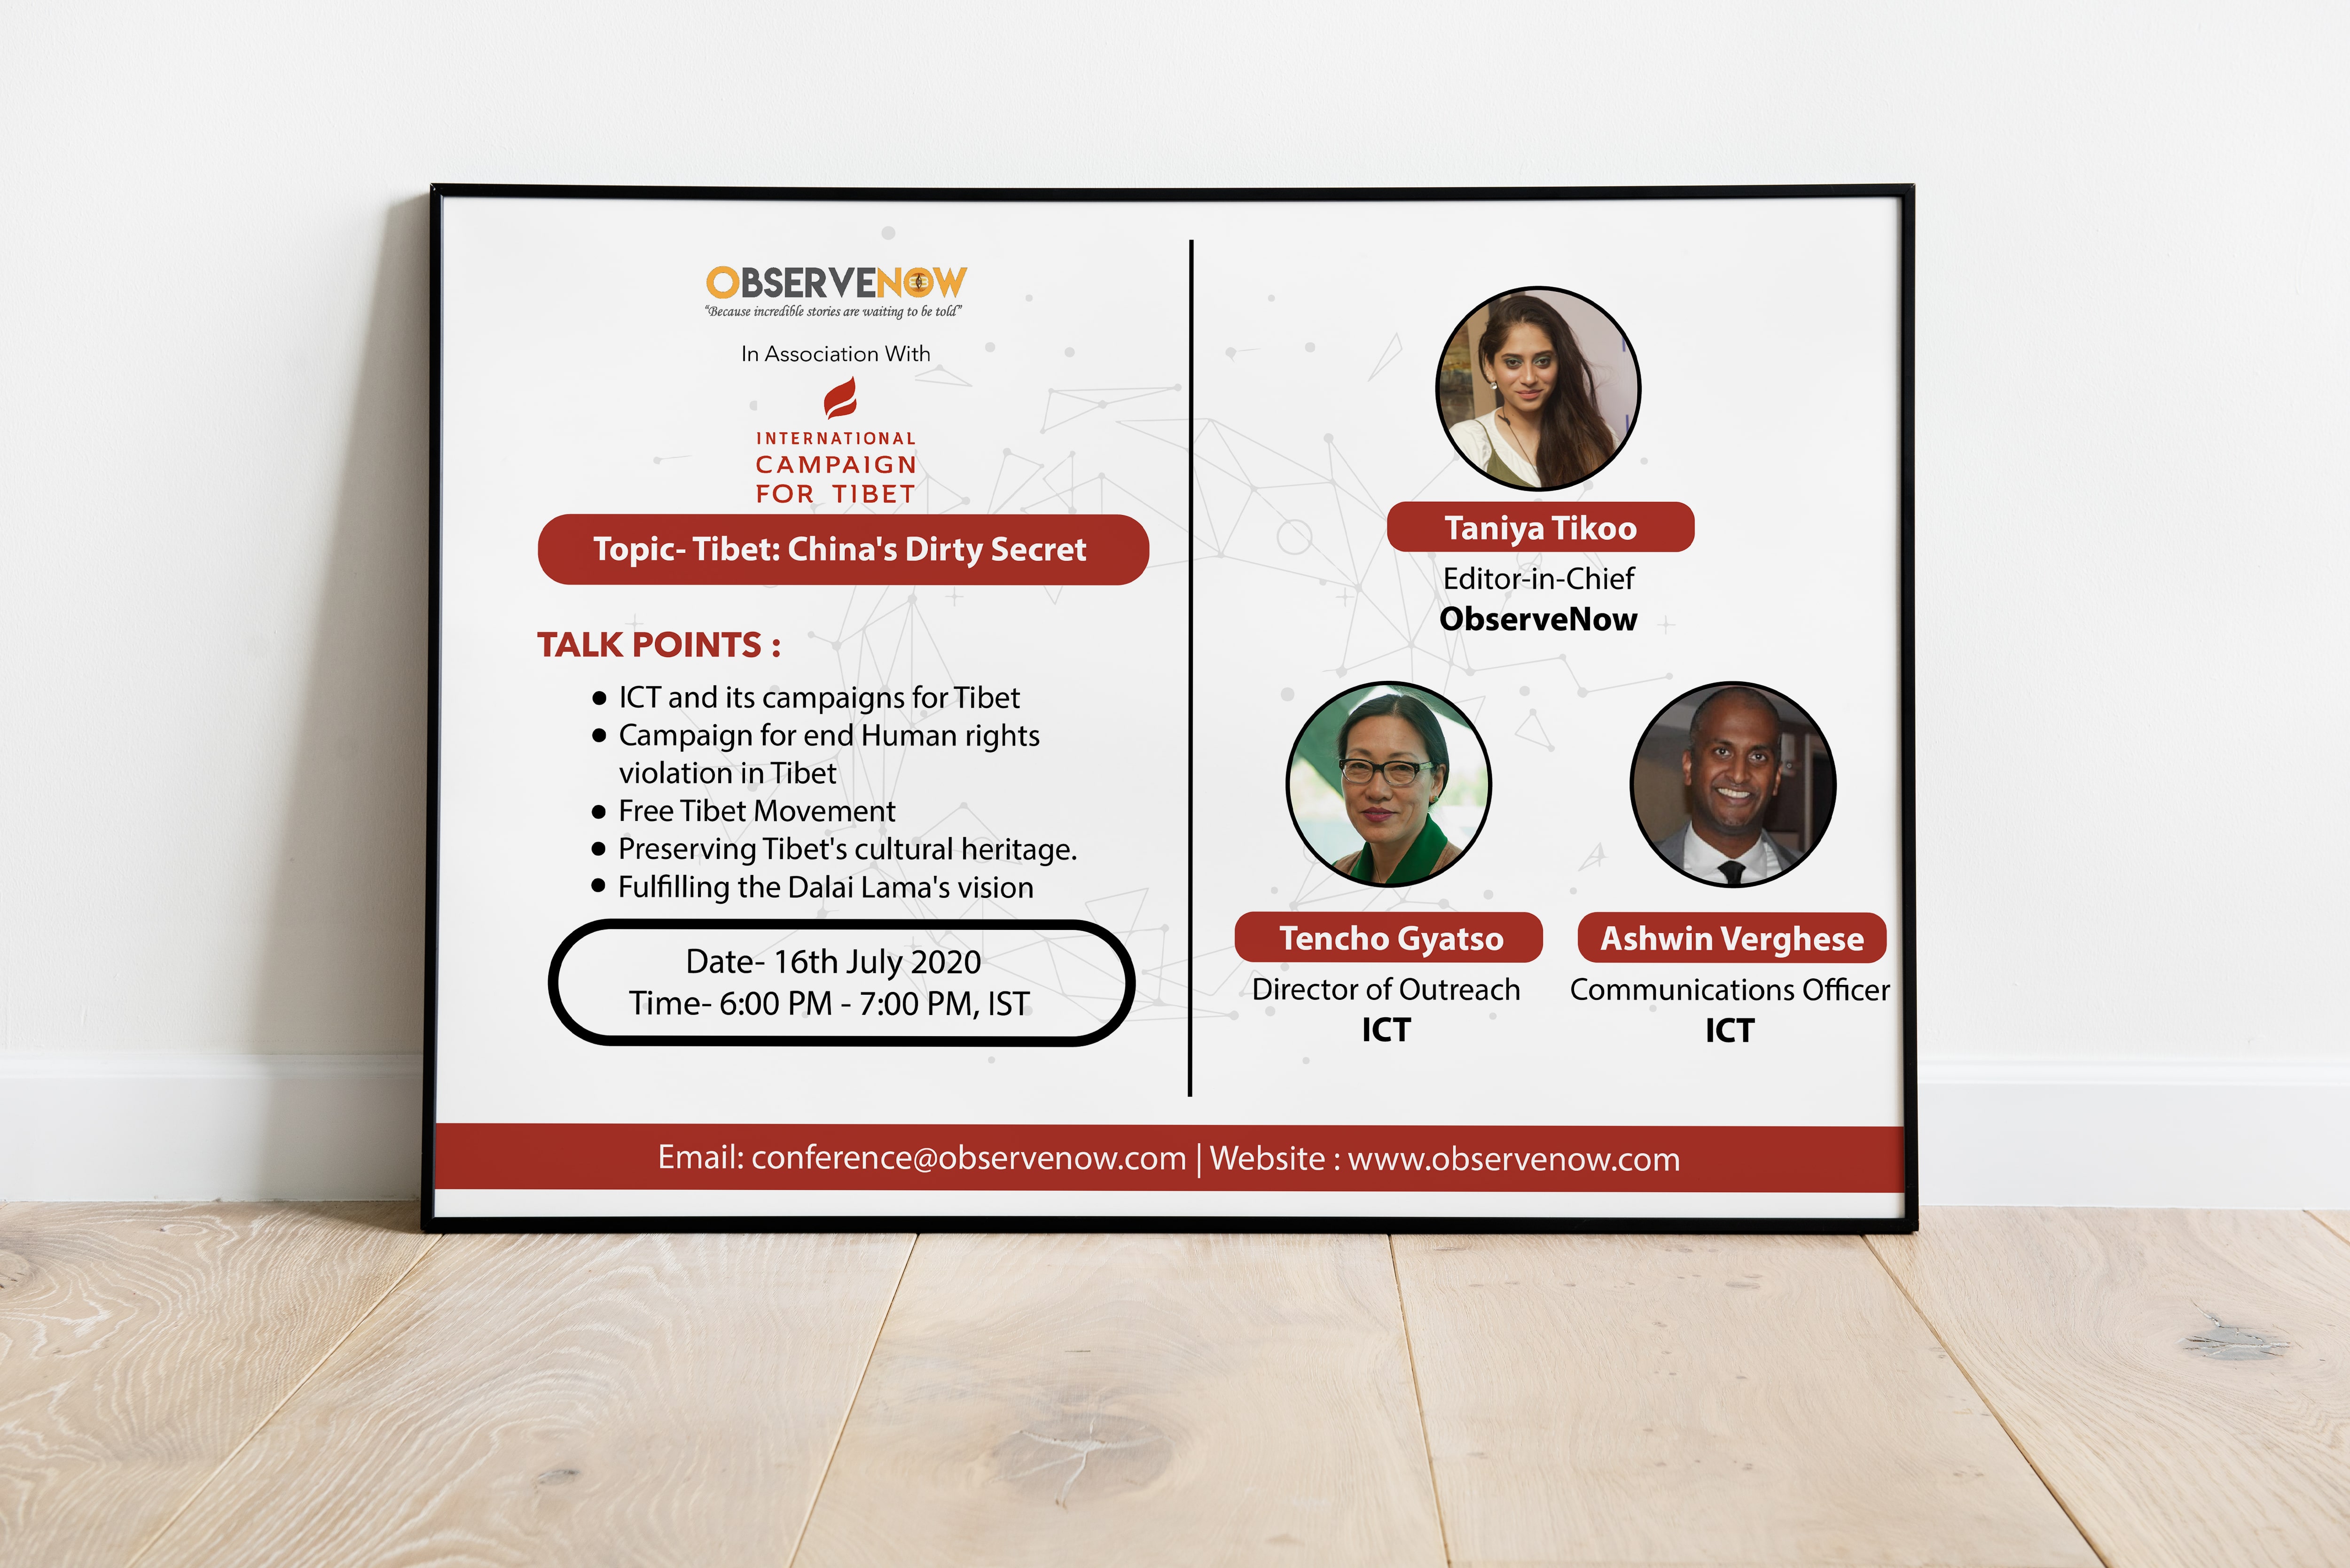 OBSERVENOW
"Because incredible stories are waiting to be told"
In Association With
INTERNATIONAL
CAMPAIGN
FOR TIBET
Topic- Tibet: China's Dirty Secret
TALK POINTS :
● ICT and its campaigns for Tibet
● Campaign for end Human rights
violation in Tibet
● Free Tibet Movement
● Preserving Tibet's cultural heritage.
● Fulfilling the Dalai Lama's vision
Date- 16th July 2020
Time- 6:00 PM - 7:00 PM, IST
Taniya Tikoo
Editor-in-Chief
ObserveNow
Tencho Gyatso
Director of Outreach
ICT
Ashwin Verghese
Communications Officer
ICT
Email: conference@observenow.com | Website : www.observenow.com